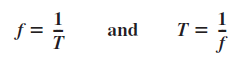 f = 1/T and T = 1/f